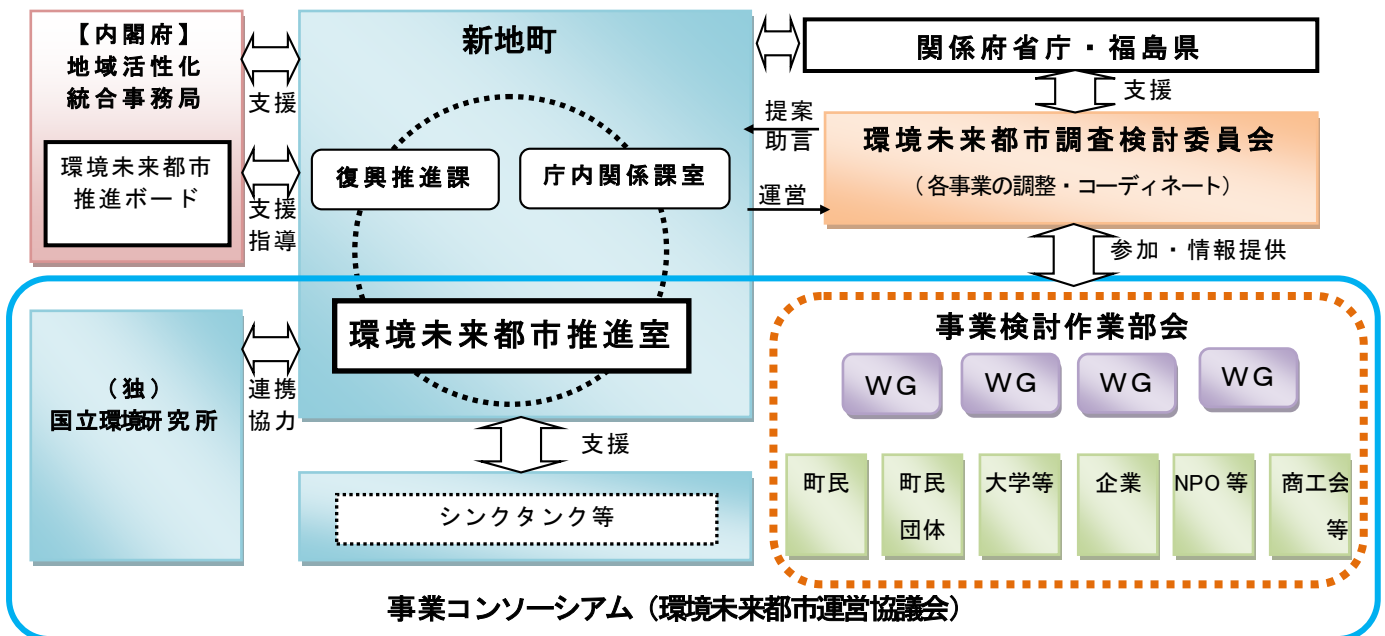 【内閣府】
地域活性化
統合事務局
環境未来都市
推進ボード
支援
支援
指導
新地町
復興推進課
庁内関係課室
環境未来都市推進室
関係府省庁・福島県
支援
提案
助言
運営
環境未来都市調査検討委員会
（各事業の調整・コーディネート）
参加・情報提供
（独）
国立環境研究所
連携
協力
支援
シンクタンク等
事業検討作業部会
ＷＧ
ＷＧ
ＷＧ
ＷＧ
町民
町民
団体
大学等
企業
NPO 等
商工会
等
事業コンソーシアム（環境未来都市運営協議会）